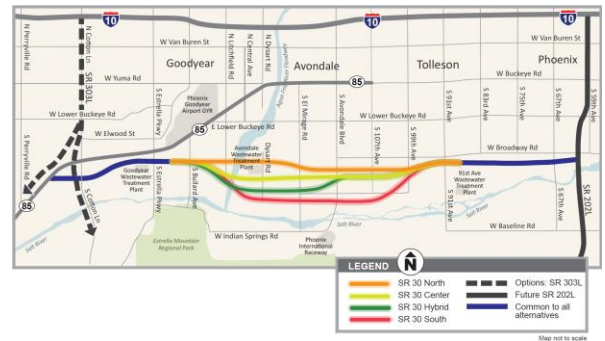 10
10
10
W Van Buren St
W Van Buren St
N Perryville Rd
N Cotton Ln
SR 303L
N Litchfield Rd
N Central Ave
N Dysart Rd
Agua Fria River
Goodyear
Avondale
Tolleson
Phoenix
W Yuma Rd
85
W Buckeye Rd
S Estrella Pkwy
Phoenix
Goodyear
Airport GYR
S El Mirage Rd
S Avondale Blvd
S 107th Ave
S 99th Ave
S 91st Ave
S 83rd Ave
S 75th Ave
S 67th Ave
S 59th Ave
W Lower Buckeye Rd
W Elwood St
85
E Lower Buckeye Rd
W Lower Buckeye Rd
Avondale
Wastewater
Treatment
Plant
Dysart Rd
W Broadway Rd
S Perryville Rd
85
S Cotton Ln
Goodyear
Wastewater
Treatment Plant
S Estrella Pkwy
S Bullard Ave
91st Ave
Wastewater
Treatment
Plant
S 91st Ave
S 67th Ave
SR 202L
Salt River
Salt River
Salt River
Estrella Mountain
Regional Park
W Indian Springs Rd
Phoenix
International
Raceway
W Baseline Rd
LEGEND
N
SR 30 North
SR 30 Center
SR 30 Hybrid
SR 30 South
Options: SR 303L
Future SR 202L
Common to all
alternatives
Map not to scale